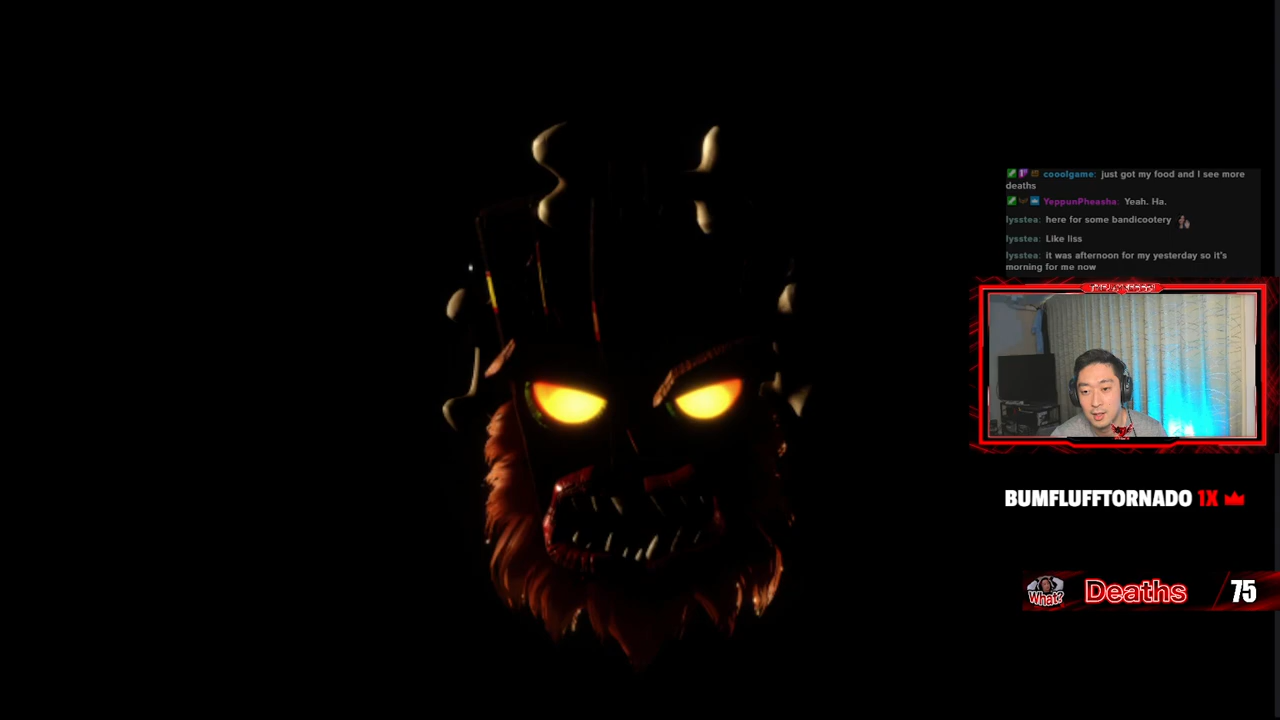 cooolgame: just got my food and I see more
deaths
YeppunPheasha: Yeah. Ha.
lysstea: here for some bandicootery
lysstea: Like liss
lysstea: it was afternoon for my yesterday so it's
morning for me now
BUMFLUFFTORNADO 1X
What?
Deaths
75